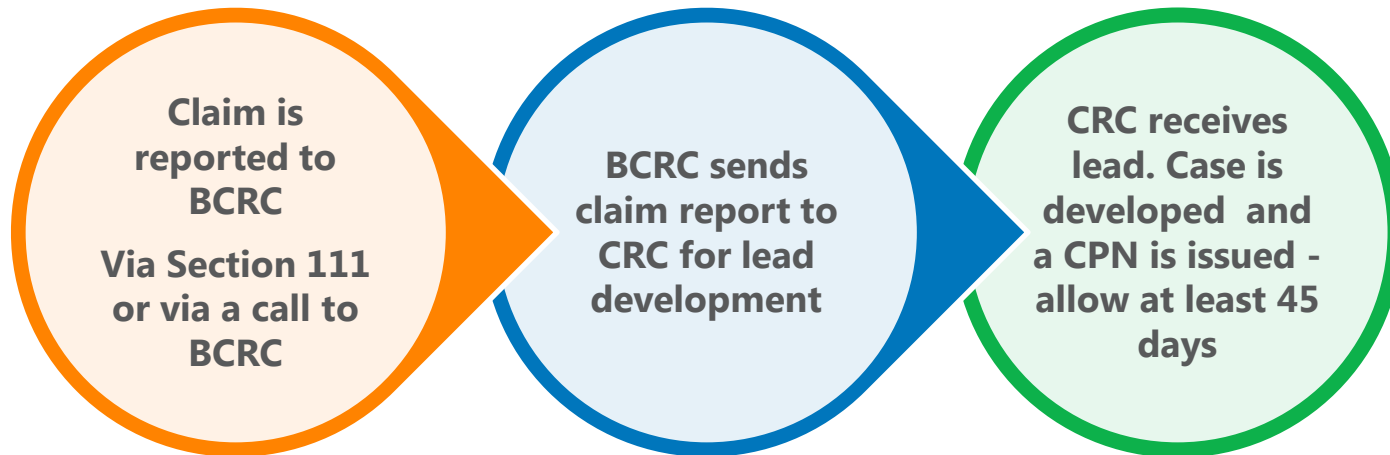 Claim is
reported to
BCRC
Via Section 111
or via a call to
BCRC
BCRC sends
claim report to
CRC for lead
development
CRC receives
lead. Case is
developed  and
a CPN is issued -
allow at least 45
days